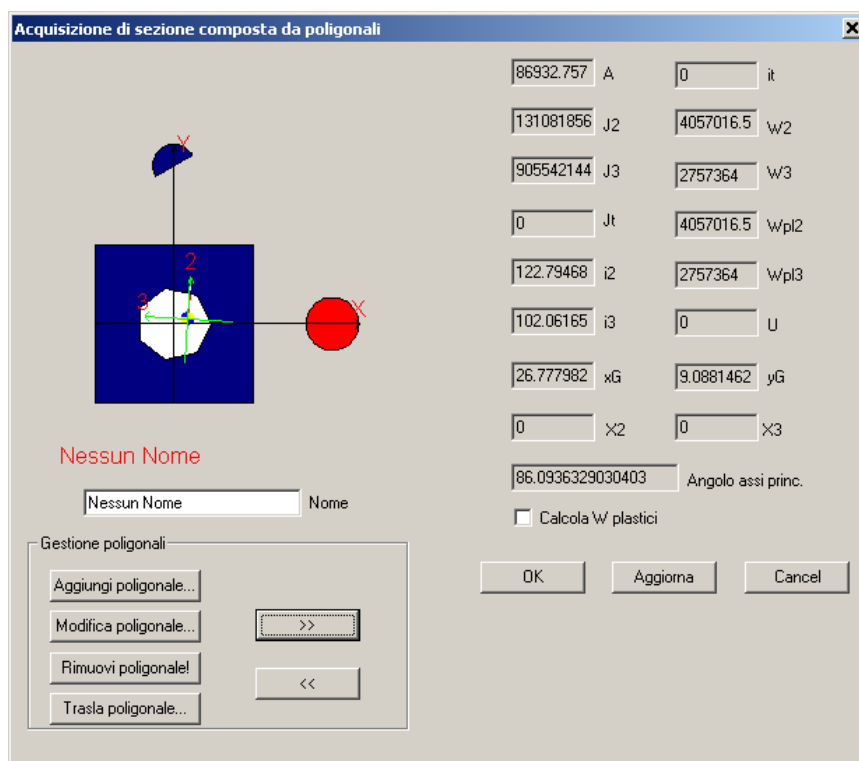 Acquisizione di sezione composta da poligonali
86932.757 A 0 it
131081856 J2 4057016.5 W2
905542144 J3 2757364 W3
0 Jt 4057016.5 Wpl2
122.79468 i2 2757364 Wpl3
102.06165 i3 0 U
26.777982 xG 9.0881462 yG
0 X2 0 X3
86.0936329030403 Angolo assi princ.
Calcola W plastici
OK Aggiorna Cancel
Y
2
3
X
Nessun Nome
Nessun Nome Nome
Gestione poligonali
Aggiungi poligonale...
Modifica poligonale... >>
Rimuovi poligonale!
<<
Trasla poligonale...